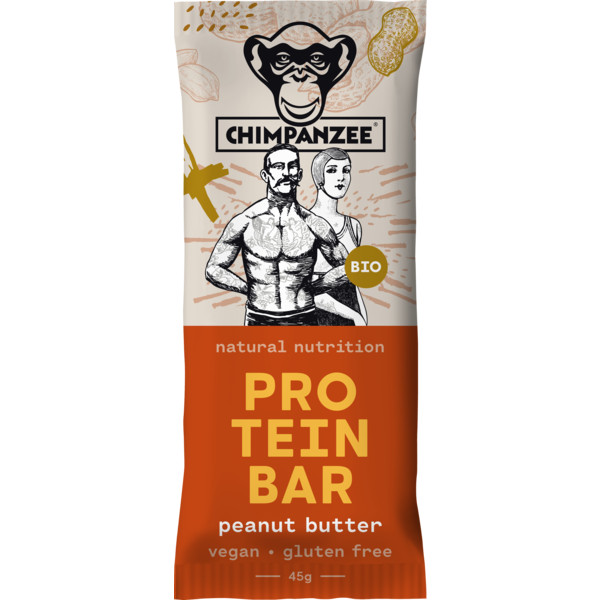 CHIMPANZEE®
BIO
natural nutrition
PRO
TEIN
BAR
peanut butter
vegan • gluten free
45g